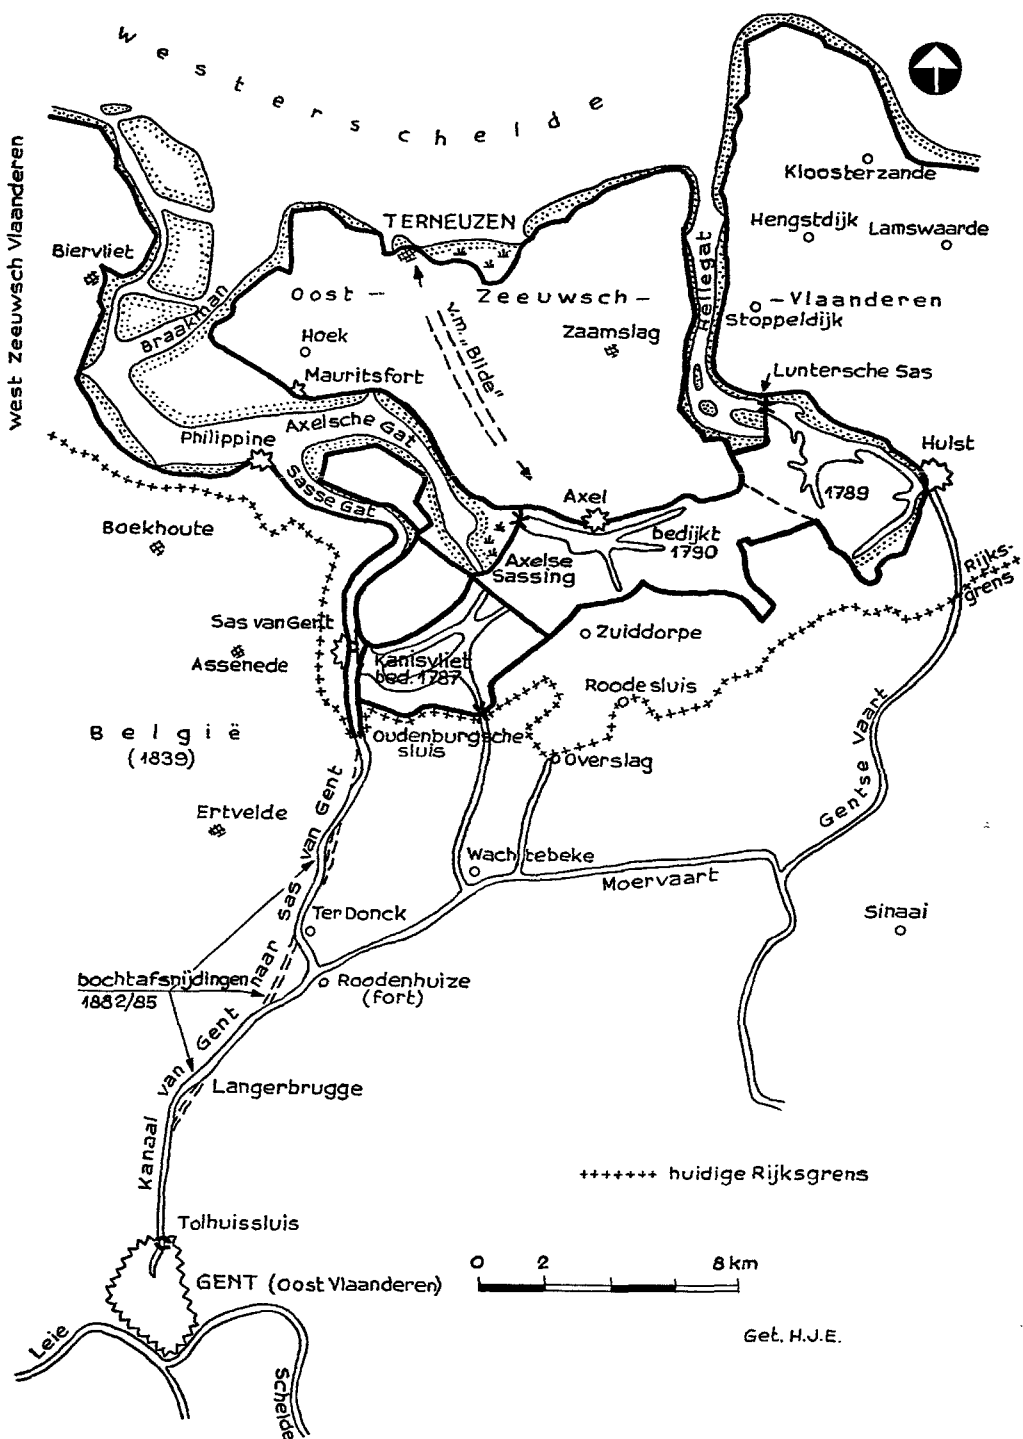 Westerschelde
West Zeeuwsch Vlaanderen
Kloosterzande
Hengstdijk
Lamswaarde
TERNEUZEN
Biervliet
Braakman
Hellegat
Oost - Zeeuwsch - Vlaanderen
Stoppeldijk
v.m. „Blide"
Zaamslag
Hoek
Mauritsfort
Luntersche Sas
Axelsche Gat
Philippine
Hulst
Sasse Gat
1789
Axel
Boekhoute
bedijkt
1790
Axelse
Sassing
Rijks-
grens
Sas van Gent
Zuiddorpe
Assenede
Kanisvliet
bed. 1787
Roode sluis
België
(1839)
Oudenburgsche
sluis
Overslag
Gentse Vaart
Ertvelde
Wachtebeke
Moervaart
Ter Donck
Sinaai
bochtafsnijdingen
1882/85
Roodenhuize
(fort)
Kanaal van Gent naar Sas van Gent
Langerbrugge
+++++++ huidige Rijksgrens
Tolhuissluis
0 2 8 km
GENT (Oost Vlaanderen)
Leie
Get. H.J.E.
Schelde